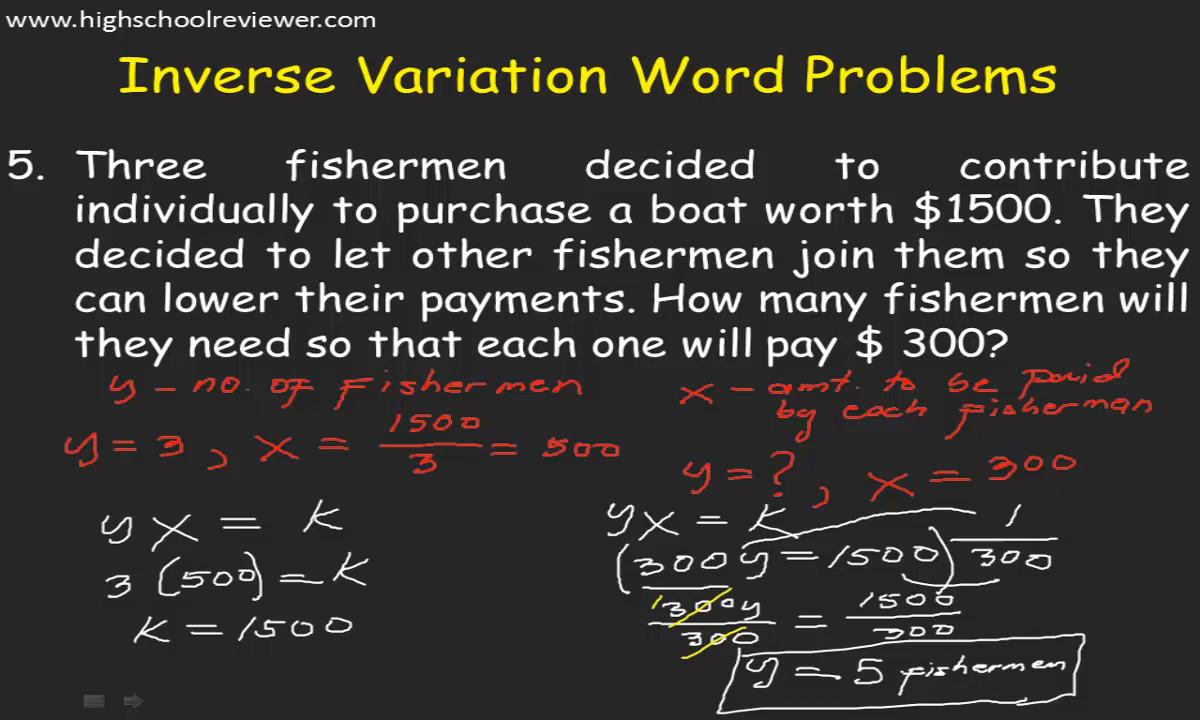 www.highschoolreviewer.com
Inverse Variation Word Problems
5. Three fishermen decided to contribute
individually to purchase a boat worth $1500. They
decided to let other fishermen join them so they
can lower their payments. How many fishermen will
they need so that each one will pay $ 300?
y - no. of fishermen
x - amt. to be paid
by each fisherman
y = 3, x = 1500/3 = 500
y = ?, x = 300
yx = k
3(500) = k
k = 1500
yx = k
(300y = 1500) 1/300
300y/300 = 1500/300
y = 5 fishermen